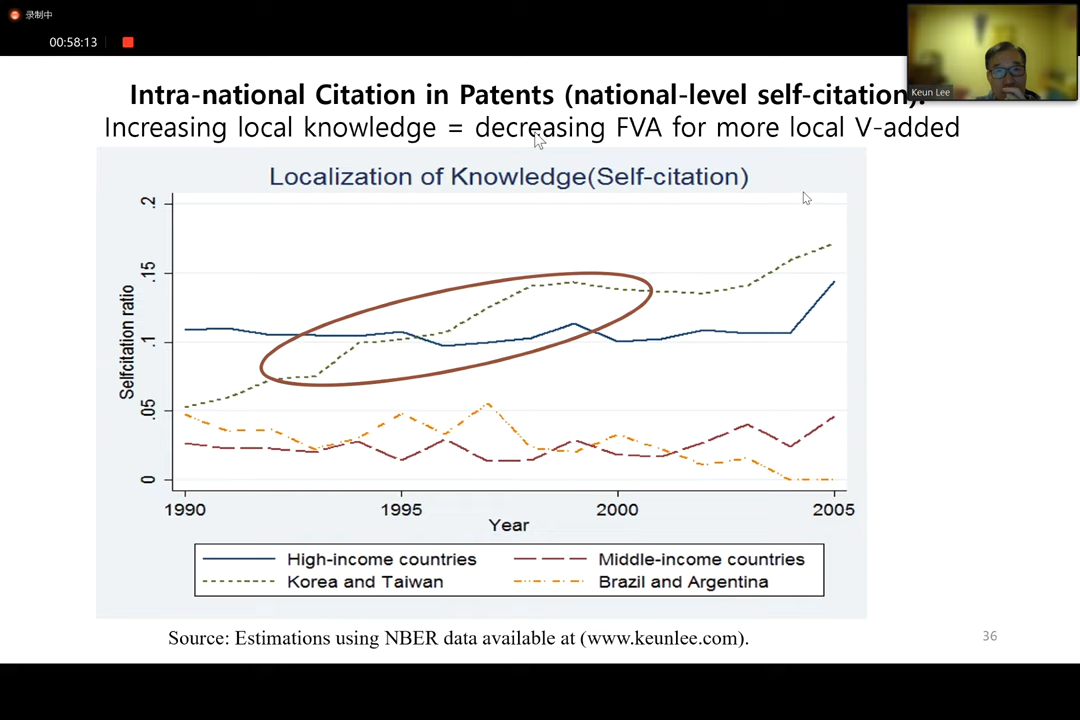 录制中
00:58:13
Keun Lee
Intra-national Citation in Patents (national-level self-citation).
Increasing local knowledge = decreasing FVA for more local V-added
Localization of Knowledge(Self-citation)
.2
.15
.1
.05
0
Selfcitation ratio
1990 1995 2000 2005
Year
High-income countries Middle-income countries
Korea and Taiwan Brazil and Argentina
Source: Estimations using NBER data available at (www.keunlee.com).
36